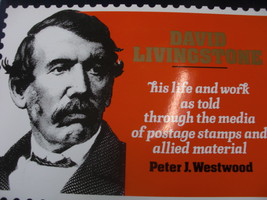 DAVID
LIVINGSTONE
his life and work
as told
through the media
of postage stamps and
allied material
Peter J. Westwood